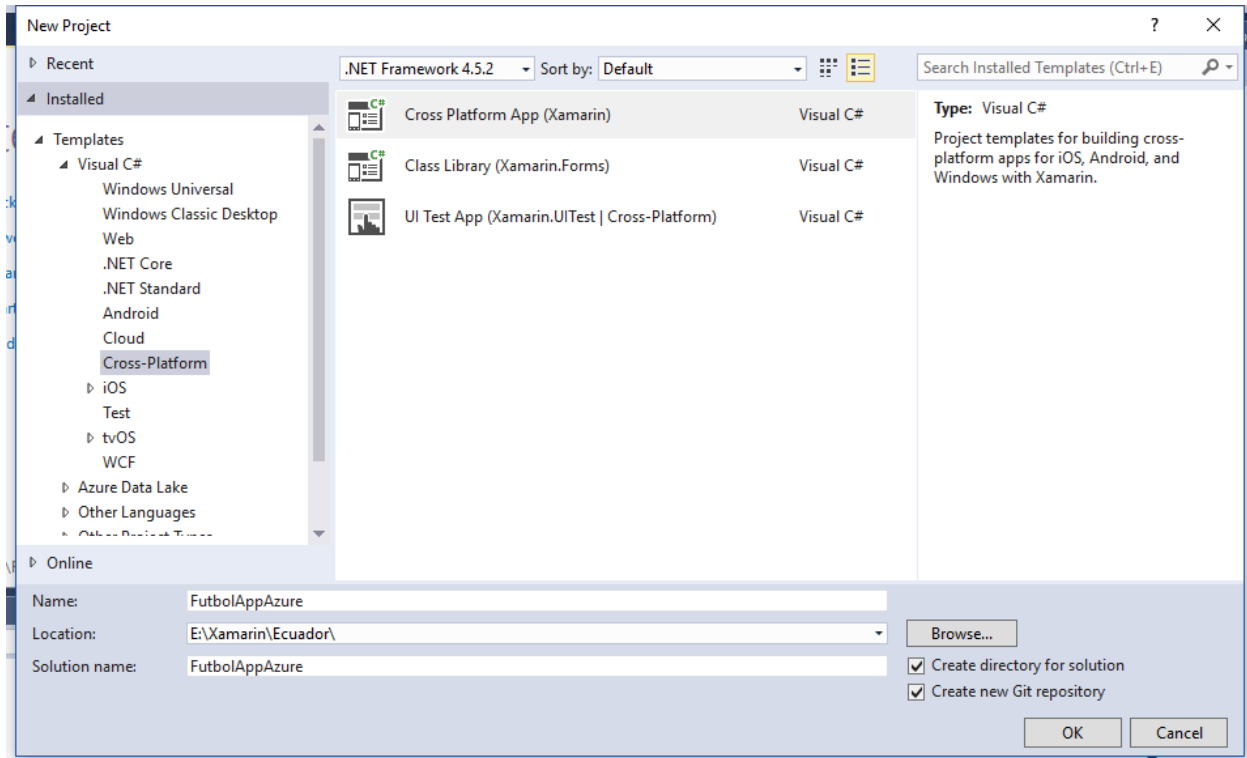 New Project
?
Recent
Installed
Templates
Visual C#
Windows Universal
Windows Classic Desktop
Web
.NET Core
.NET Standard
Android
Cloud
Cross-Platform
iOS
Test
tvOS
WCF
Azure Data Lake
Other Languages
Other Project Types
Online
.NET Framework 4.5.2
Sort by: Default
Search Installed Templates (Ctrl+E)
C# Cross Platform App (Xamarin) Visual C#
C# Class Library (Xamarin.Forms) Visual C#
UI Test App (Xamarin.UITest | Cross-Platform) Visual C#
Type: Visual C#
Project templates for building cross-
platform apps for iOS, Android, and
Windows with Xamarin.
Name: FutbolAppAzure
Location: E:\Xamarin\Ecuador\
Browse...
Solution name: FutbolAppAzure
Create directory for solution
Create new Git repository
OK
Cancel